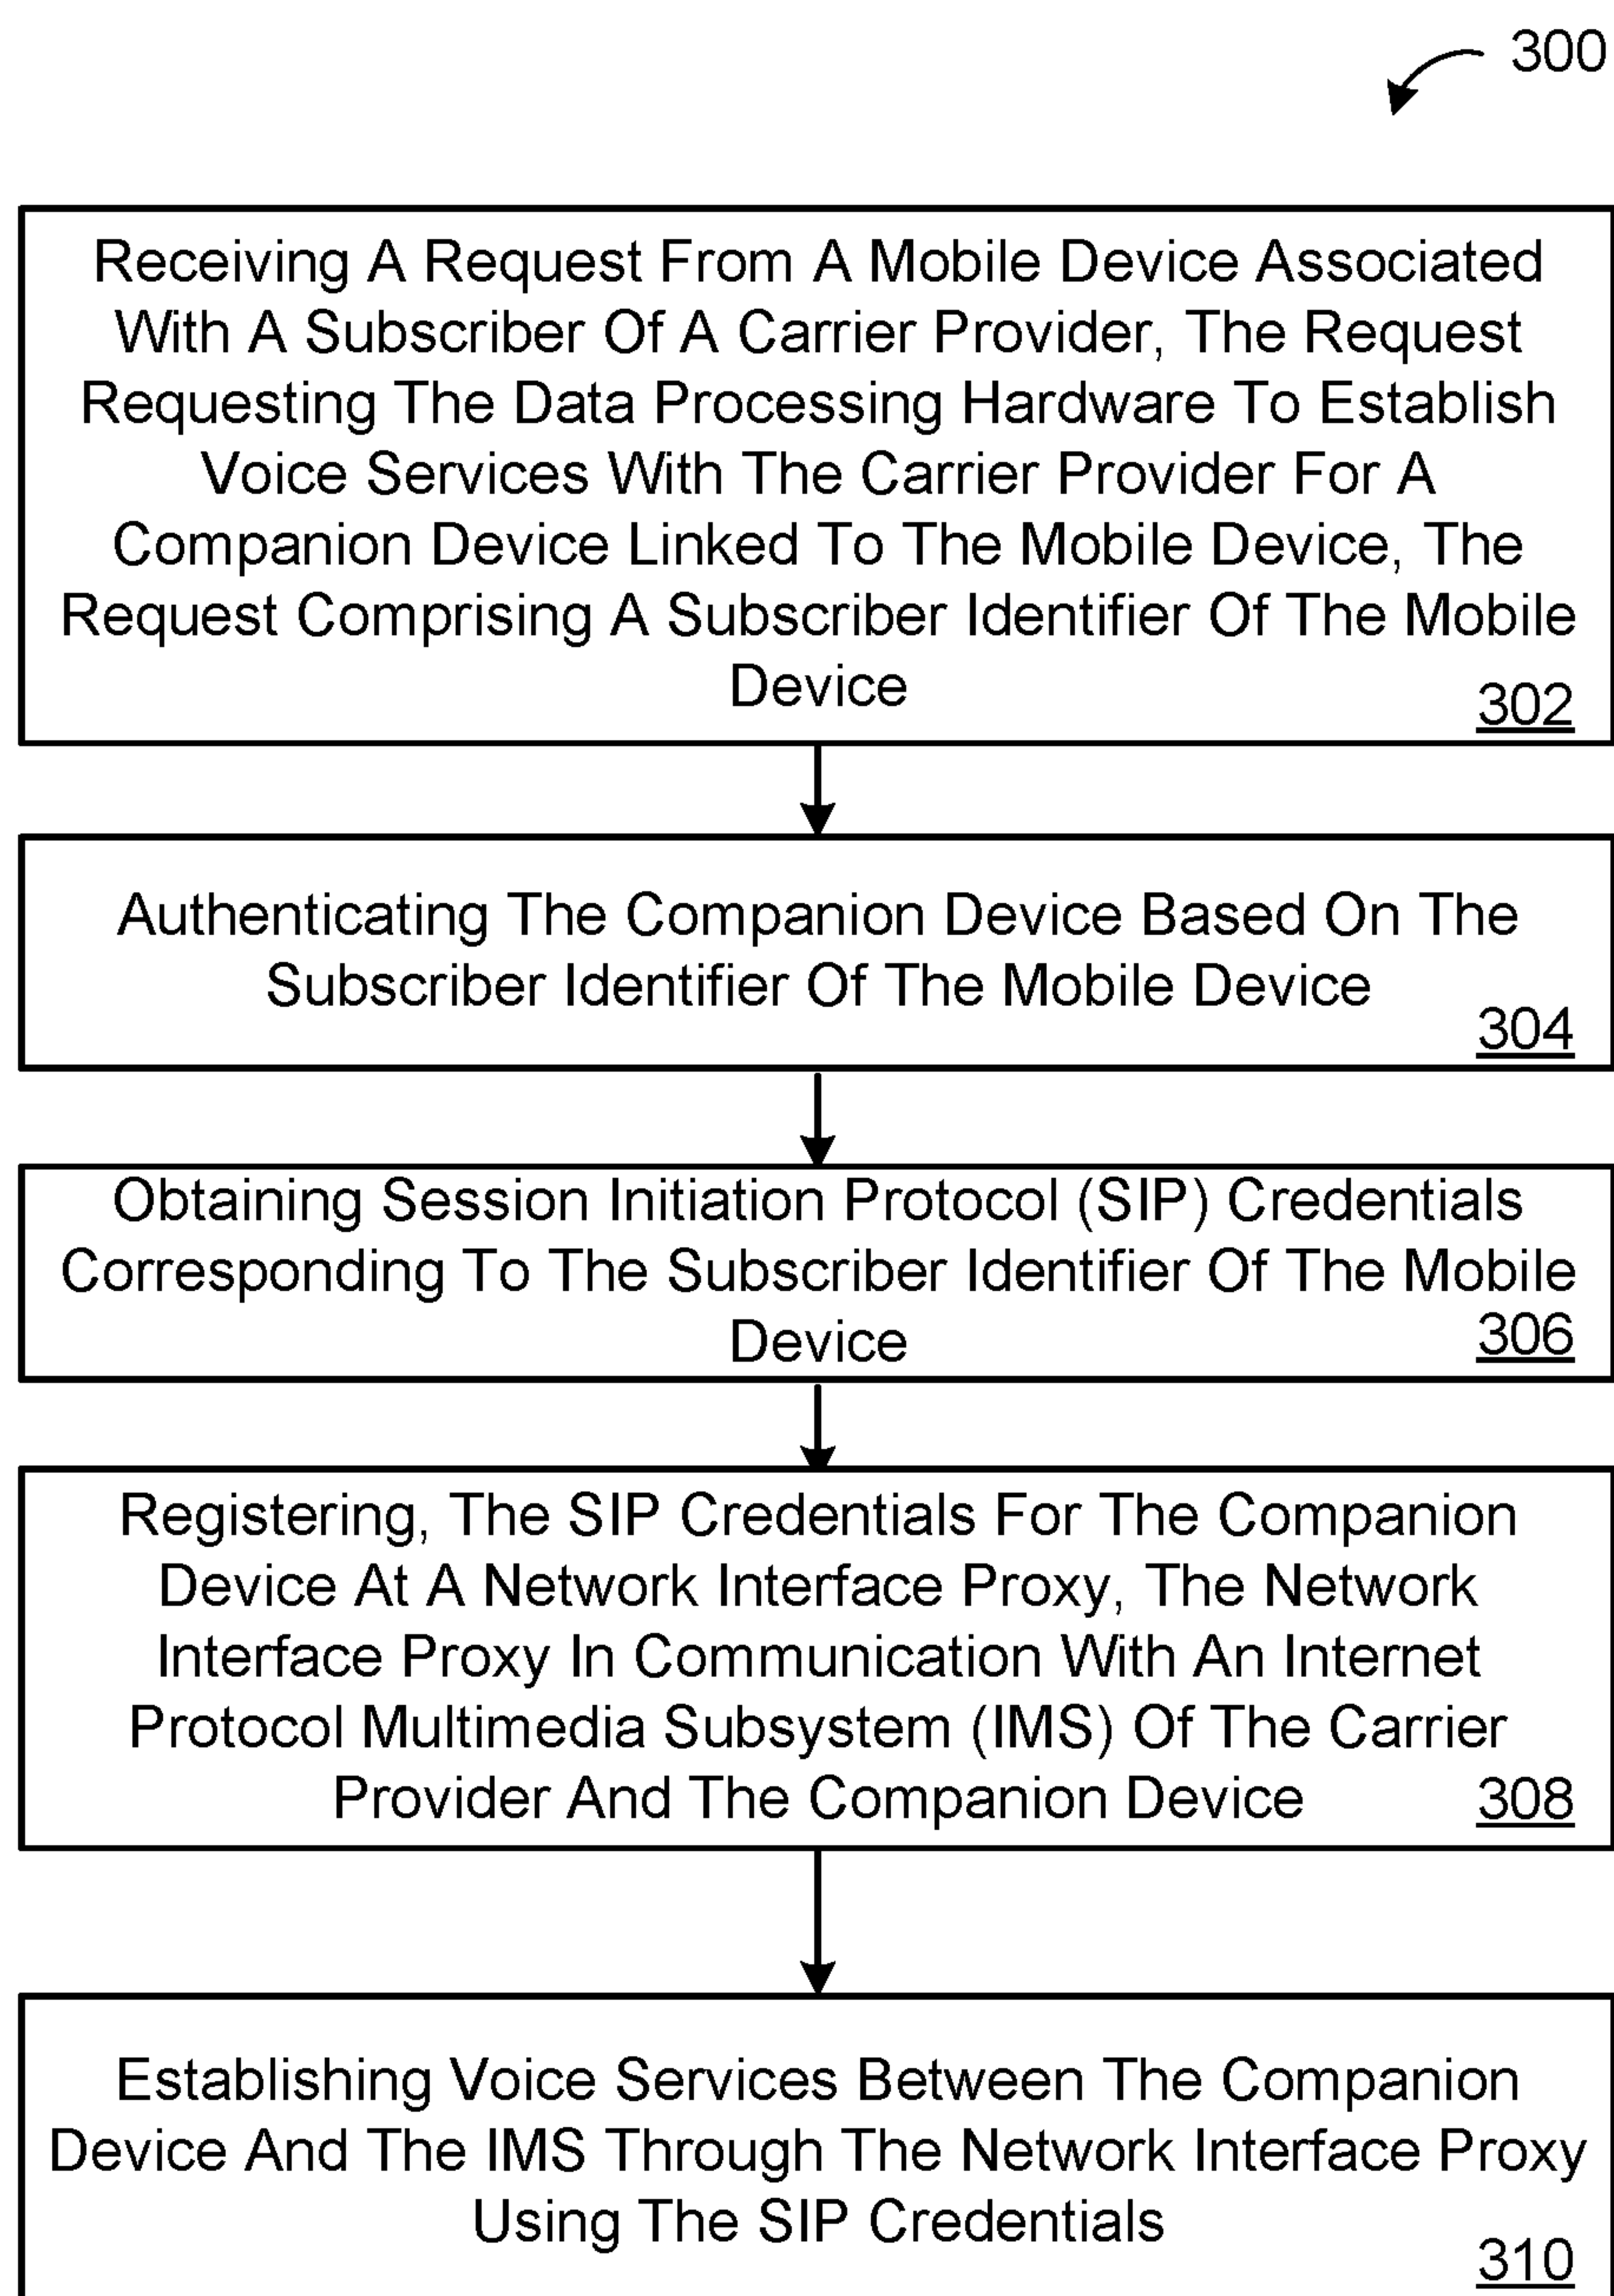 300
Receiving A Request From A Mobile Device Associated
With A Subscriber Of A Carrier Provider, The Request
Requesting The Data Processing Hardware To Establish
Voice Services With The Carrier Provider For A
Companion Device Linked To The Mobile Device, The
Request Comprising A Subscriber Identifier Of The Mobile
Device
302
Authenticating The Companion Device Based On The
Subscriber Identifier Of The Mobile Device
304
Obtaining Session Initiation Protocol (SIP) Credentials
Corresponding To The Subscriber Identifier Of The Mobile
Device
306
Registering, The SIP Credentials For The Companion
Device At A Network Interface Proxy, The Network
Interface Proxy In Communication With An Internet
Protocol Multimedia Subsystem (IMS) Of The Carrier
Provider And The Companion Device
308
Establishing Voice Services Between The Companion
Device And The IMS Through The Network Interface Proxy
Using The SIP Credentials
310